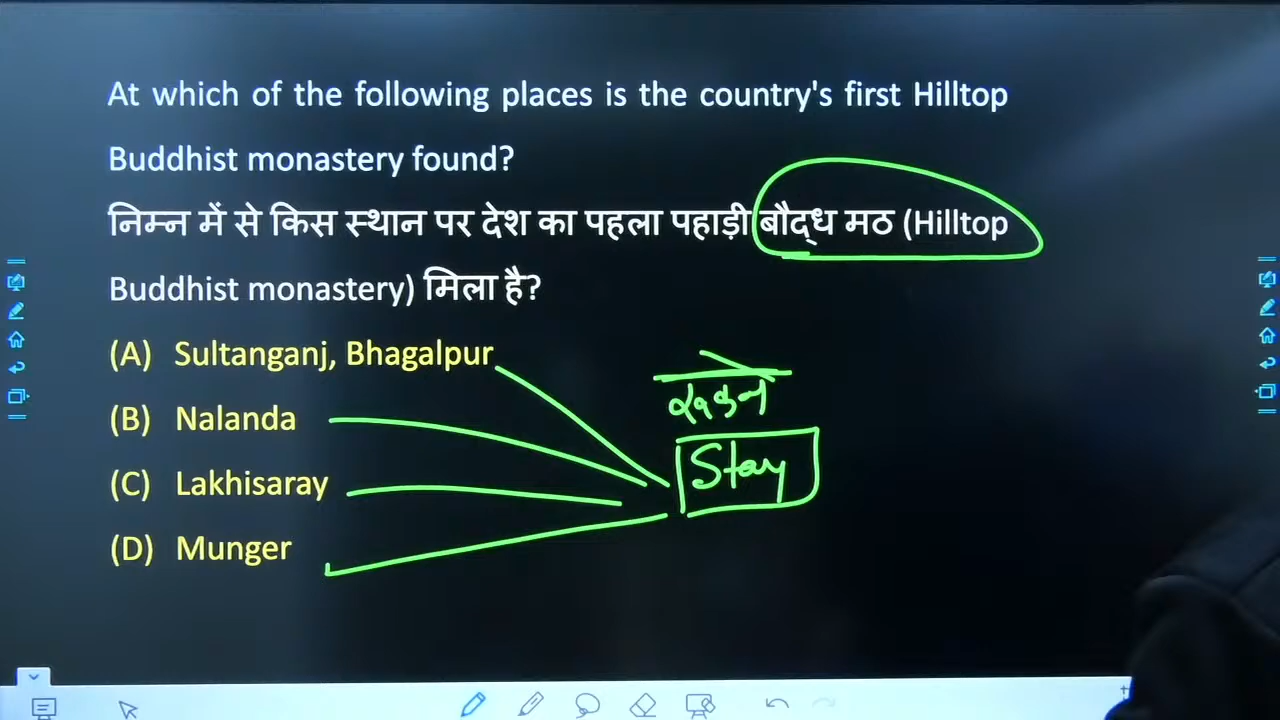 At which of the following places is the country's first Hilltop
Buddhist monastery found?
निम्न में से किस स्थान पर देश का पहला पहाड़ी बौद्ध मठ (Hilltop
Buddhist monastery) मिला है?
(A) Sultanganj, Bhagalpur
(B) Nalanda
(C) Lakhisaray
(D) Munger
Stay